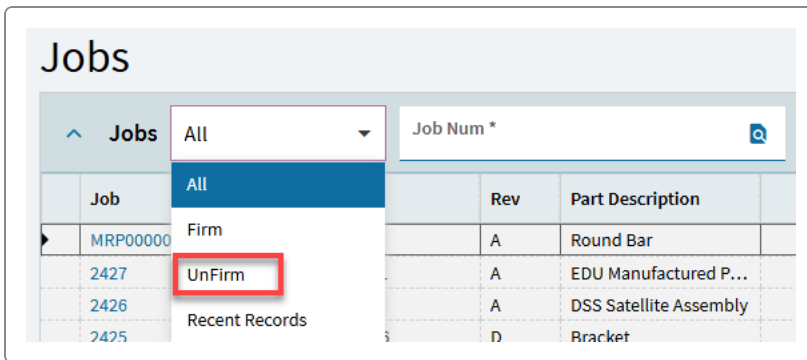 Jobs
Jobs All Job Num *
All
Job Rev Part Description
Firm
MRP00000 A Round Bar
2427 UnFirm A EDU Manufactured P...
2426 A DSS Satellite Assembly
Recent Records
2425 D Bracket